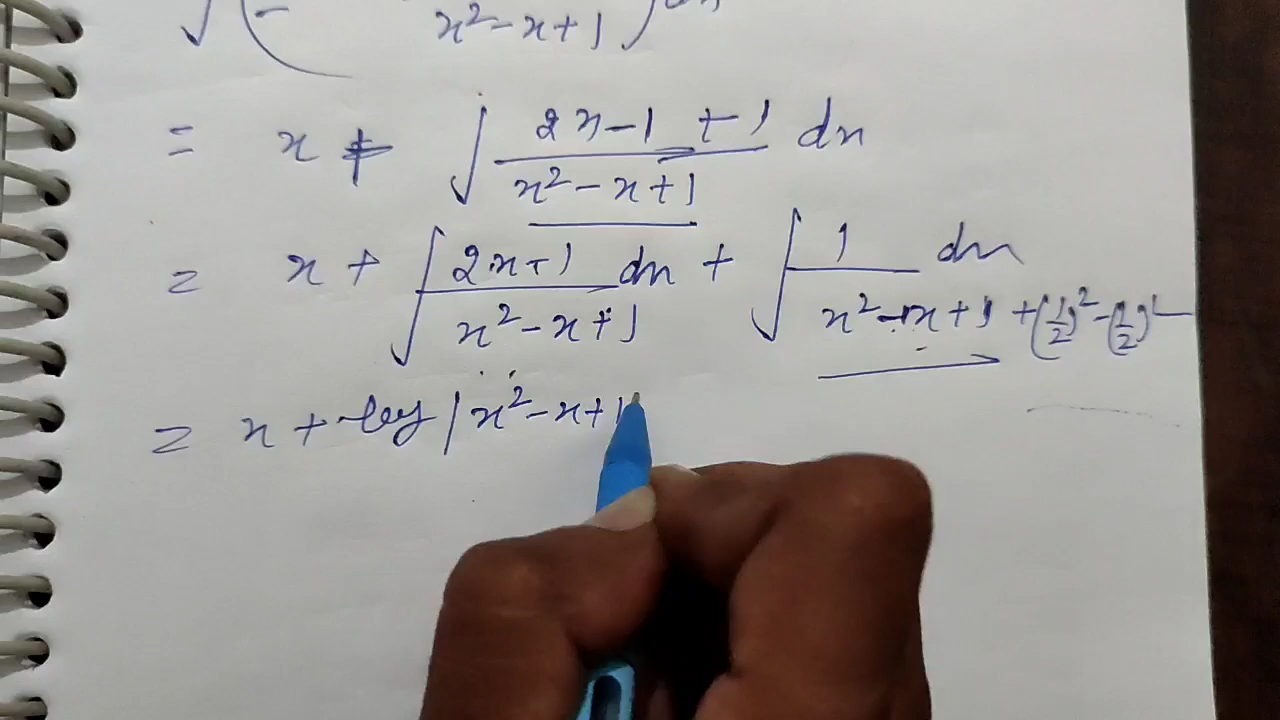 x² - x + 1
= x + ∫ (2x - 1 + 1)/(x² - x + 1) dx
= x + ∫ (2x + 1)/(x² - x + 1) dx + ∫ 1/(x² - 1x + 1 + (1/2)² - (1/2)²) dx
= x + log |x² - x + 1